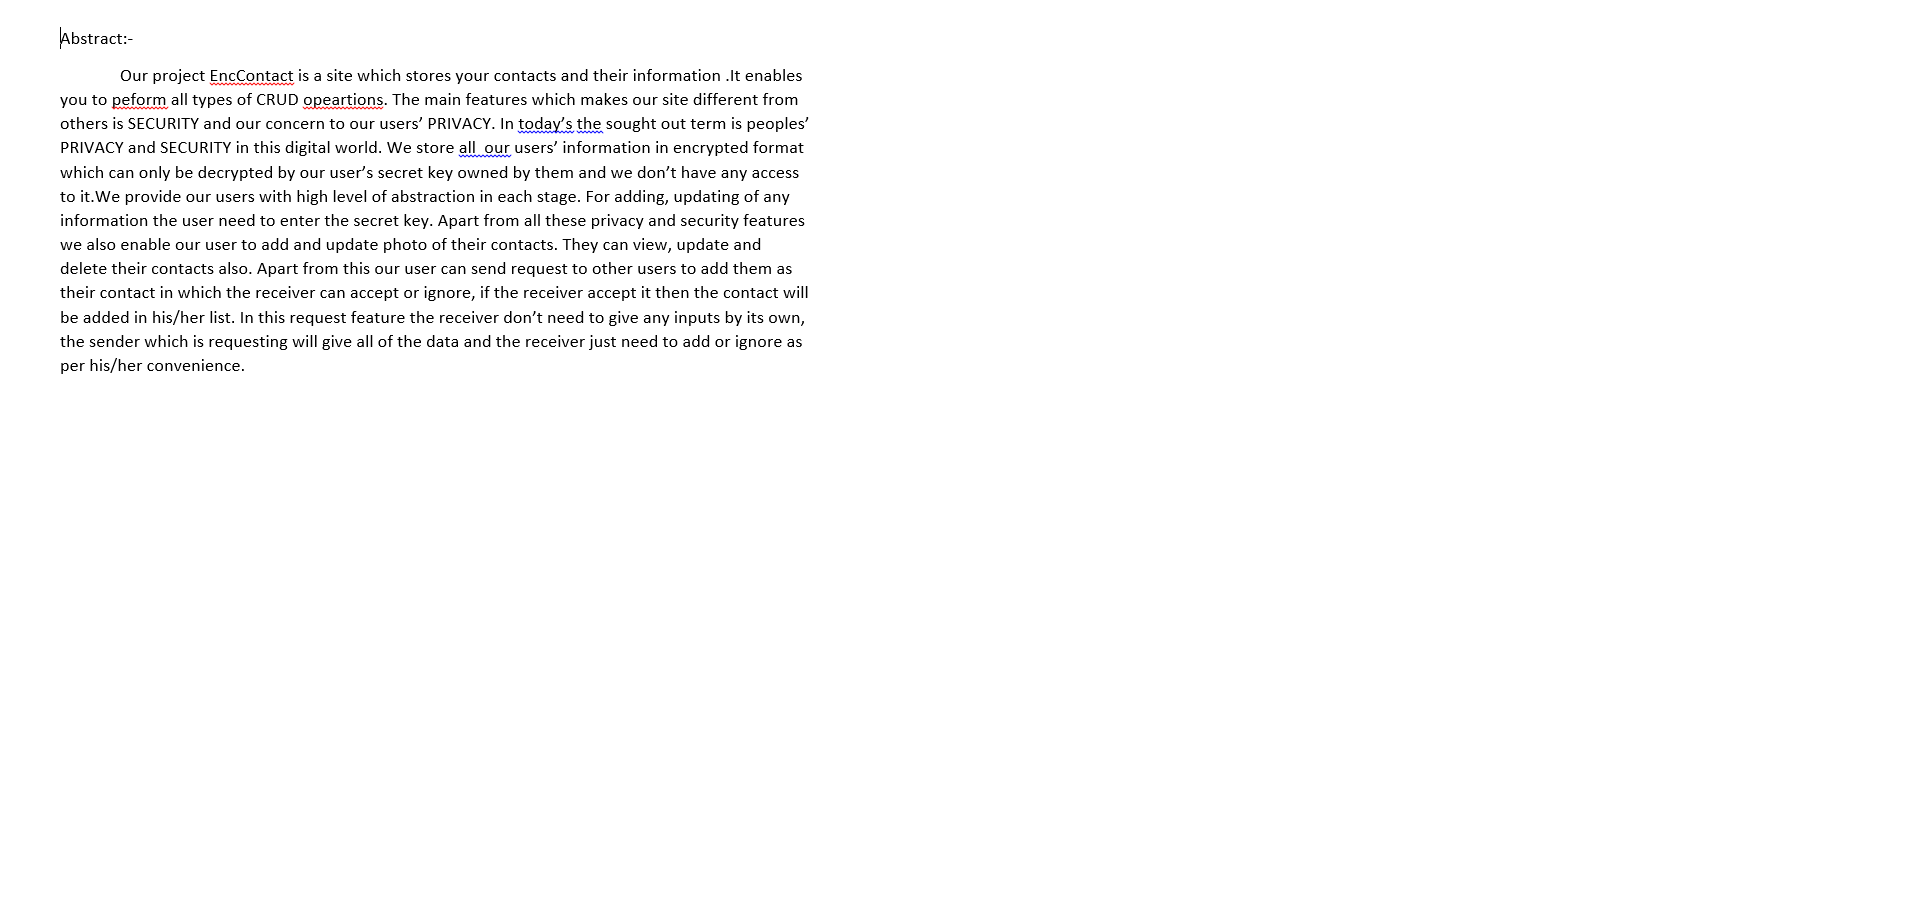 Abstract:-
Our project EncContact is a site which stores your contacts and their information .It enables
you to peform all types of CRUD opeartions. The main features which makes our site different from
others is SECURITY and our concern to our users’ PRIVACY. In today’s the sought out term is peoples’
PRIVACY and SECURITY in this digital world. We store all  our users’ information in encrypted format
which can only be decrypted by our user’s secret key owned by them and we don’t have any access
to it.We provide our users with high level of abstraction in each stage. For adding, updating of any
information the user need to enter the secret key. Apart from all these privacy and security features
we also enable our user to add and update photo of their contacts. They can view, update and
delete their contacts also. Apart from this our user can send request to other users to add them as
their contact in which the receiver can accept or ignore, if the receiver accept it then the contact will
be added in his/her list. In this request feature the receiver don’t need to give any inputs by its own,
the sender which is requesting will give all of the data and the receiver just need to add or ignore as
per his/her convenience.